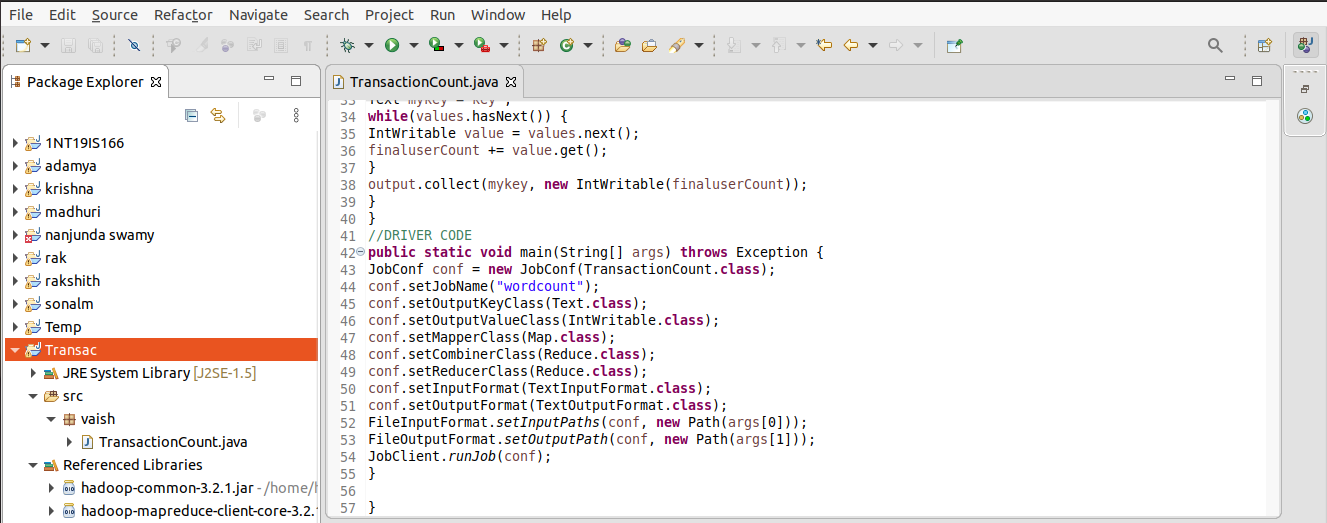 File Edit Source Refactor Navigate Search Project Run Window Help
Package Explorer
1NT19IS166
adamya
krishna
madhuri
nanjunda swamy
rak
rakshith
sonalm
Temp
Transac
JRE System Library [J2SE-1.5]
src
vaish
TransactionCount.java
Referenced Libraries
hadoop-common-3.2.1.jar - /home/h
hadoop-mapreduce-client-core-3.2.1
TransactionCount.java
33 Text mykey = key ;
34 while(values.hasNext()) {
35 IntWritable value = values.next();
36 finaluserCount += value.get();
37 }
38 output.collect(mykey, new IntWritable(finaluserCount));
39 }
40 }
41 //DRIVER CODE
42 public static void main(String[] args) throws Exception {
43 JobConf conf = new JobConf(TransactionCount.class);
44 conf.setJobName("wordcount");
45 conf.setOutputKeyClass(Text.class);
46 conf.setOutputValueClass(IntWritable.class);
47 conf.setMapperClass(Map.class);
48 conf.setCombinerClass(Reduce.class);
49 conf.setReducerClass(Reduce.class);
50 conf.setInputFormat(TextInputFormat.class);
51 conf.setOutputFormat(TextOutputFormat.class);
52 FileInputFormat.setInputPaths(conf, new Path(args[0]));
53 FileOutputFormat.setOutputPath(conf, new Path(args[1]));
54 JobClient.runJob(conf);
55 }
56
57 }